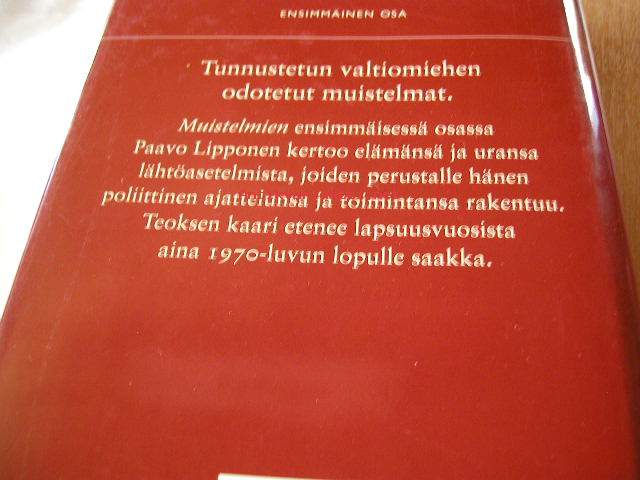 ENSIMMÄINEN OSA
Tunnustetun valtiomiehen
odotetut muistelmat.
Muistelmien ensimmäisessä osassa
Paavo Lipponen kertoo elämänsä ja uransa
lähtöasetelmista, joiden perustalle hänen
poliittinen ajattelunsa ja toimintansa rakentuu.
Teoksen kaari etenee lapsuusvuosista
aina 1970-luvun lopulle saakka.